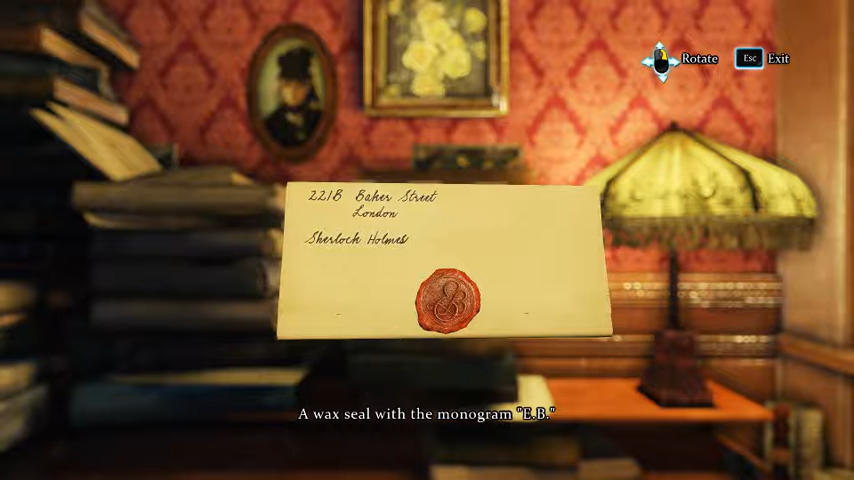 Rotate
Esc Exit
221B Baker Street
London
Sherlock Holmes
A wax seal with the monogram "E.B."